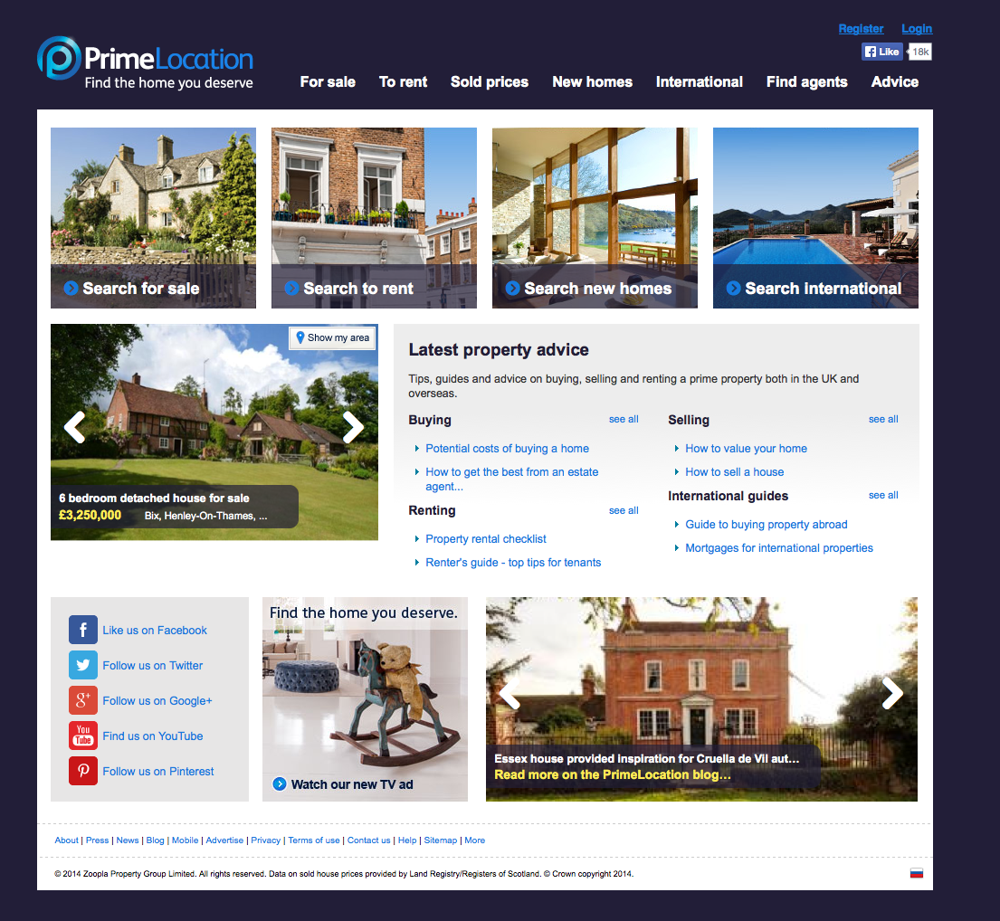 Register Login
PrimeLocation
Find the home you deserve
Like 18k
For sale To rent Sold prices New homes International Find agents Advice
Search for sale
Search to rent
Search new homes
Search international
Show my area
6 bedroom detached house for sale
£3,250,000 Bix, Henley-On-Thames, ...
Latest property advice
Tips, guides and advice on buying, selling and renting a prime property both in the UK and
overseas.
Buying see all
Potential costs of buying a home
How to get the best from an estate
agent...
Renting see all
Property rental checklist
Renter's guide - top tips for tenants
Selling see all
How to value your home
How to sell a house
International guides see all
Guide to buying property abroad
Mortgages for international properties
f Like us on Facebook
Follow us on Twitter
g+ Follow us on Google+
You
Tube Find us on YouTube
Follow us on Pinterest
Find the home you deserve.
Watch our new TV ad
Essex house provided inspiration for Cruella de Vil aut...
Read more on the PrimeLocation blog...
About | Press | News | Blog | Mobile | Advertise | Privacy | Terms of use | Contact us | Help | Sitemap | More
© 2014 Zoopla Property Group Limited. All rights reserved. Data on sold house prices provided by Land Registry/Registers of Scotland. © Crown copyright 2014.